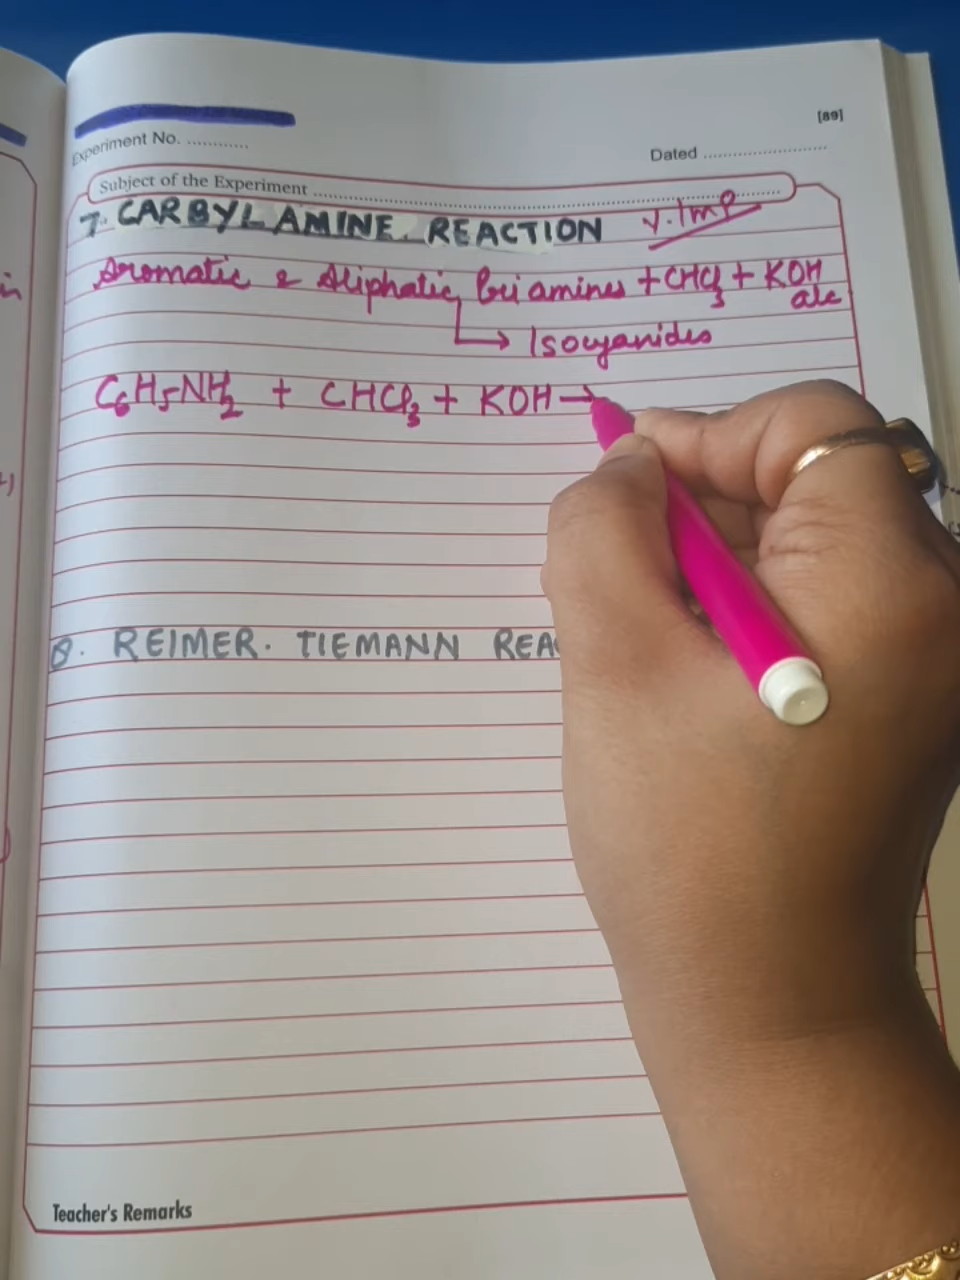 [89]
Experiment No. ............
Dated ........................
Subject of the Experiment ........................
7. CARBYLAMINE REACTION V.Imp
Aromatic & Aliphatic pri amines + CHCl3 + KOH
alc
→ Isocyanides
C6H5NH2 + CHCl3 + KOH →
8. REIMER. TIEMANN REA
Teacher's Remarks